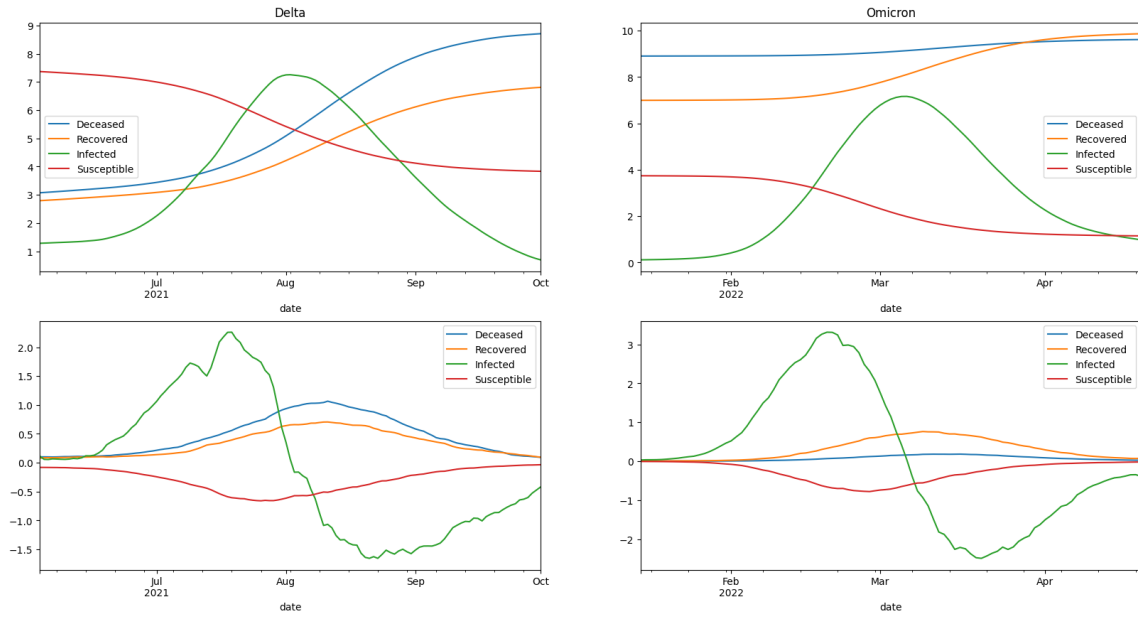 Delta
9
8
7
6
5
4
3
2
1
Deceased
Recovered
Infected
Susceptible
Jul
2021
Aug
Sep
Oct
date
Omicron
10
8
6
4
2
0
Deceased
Recovered
Infected
Susceptible
Feb
2022
Mar
Apr
date
2.0
1.5
1.0
0.5
0.0
−0.5
−1.0
−1.5
Deceased
Recovered
Infected
Susceptible
Jul
2021
Aug
Sep
Oct
date
3
2
1
0
−1
−2
Deceased
Recovered
Infected
Susceptible
Feb
2022
Mar
Apr
date